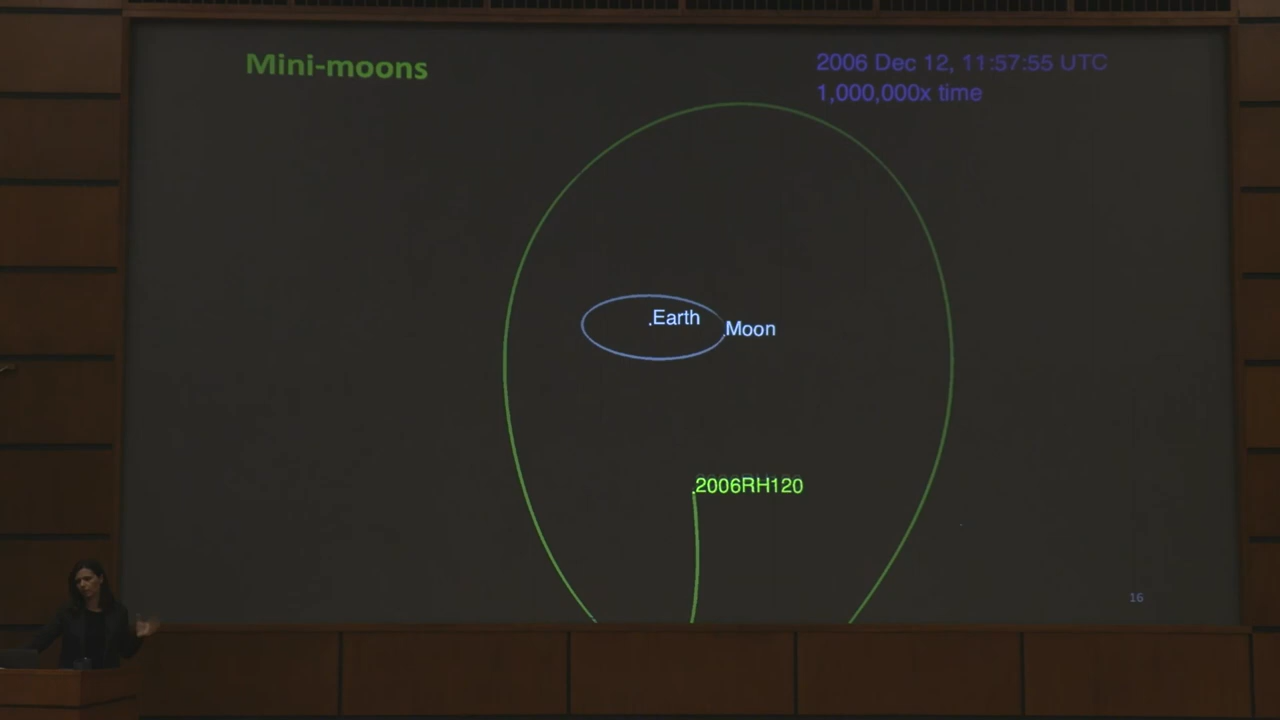 Mini-moons
2006 Dec 12, 11:57:55 UTC
1,000,000x time
Earth
Moon
2006RH120
16